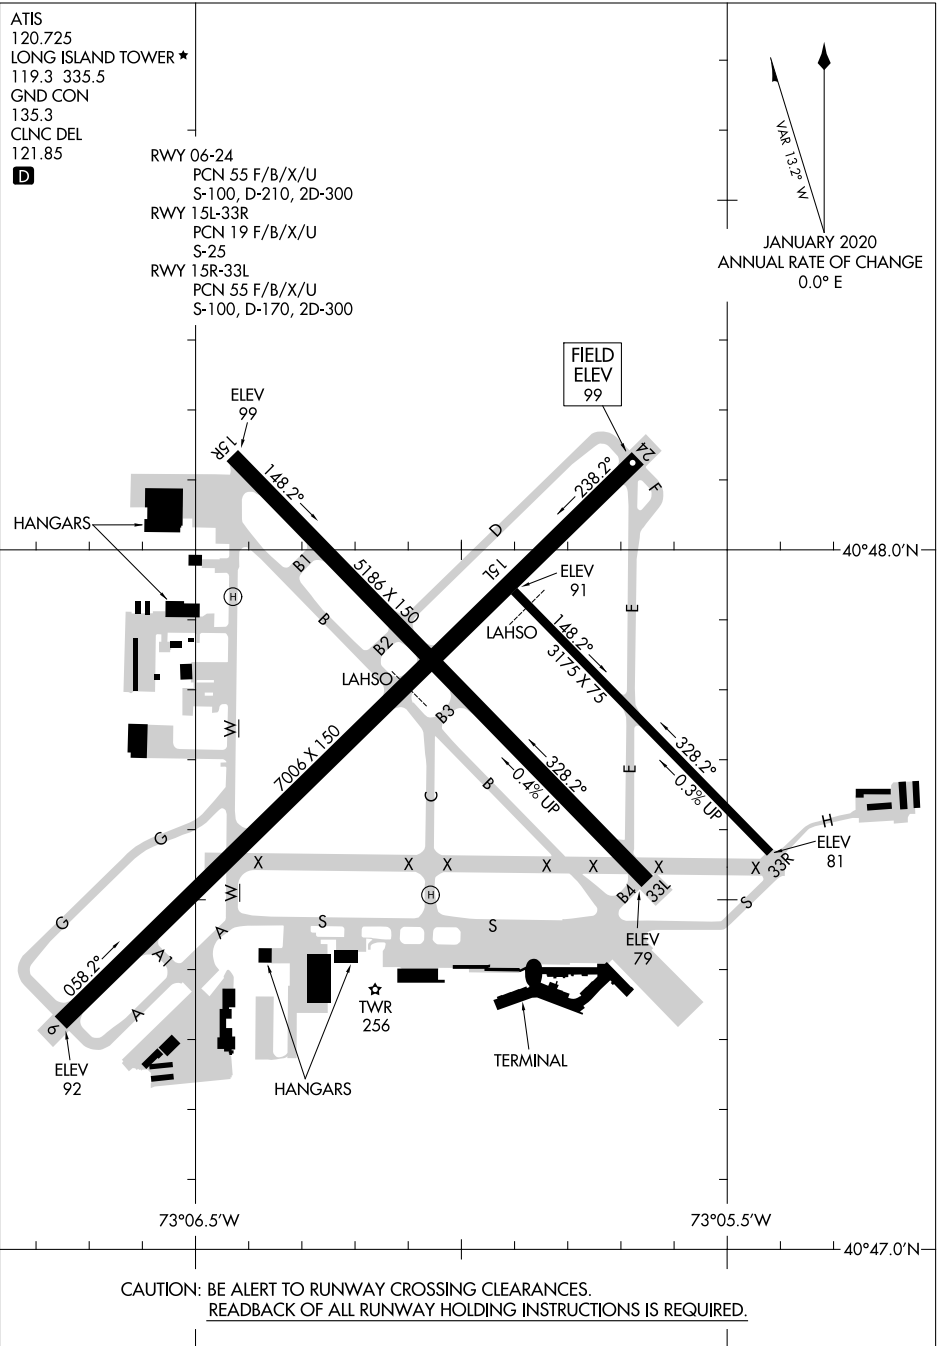 ATIS
120.725
LONG ISLAND TOWER ★
119.3 335.5
GND CON
135.3
CLNC DEL
121.85
D
RWY 06-24
PCN 55 F/B/X/U
S-100, D-210, 2D-300
RWY 15L-33R
PCN 19 F/B/X/U
S-25
RWY 15R-33L
PCN 55 F/B/X/U
S-100, D-170, 2D-300
VAR 13.2° W
JANUARY 2020
ANNUAL RATE OF CHANGE
0.0° E
FIELD
ELEV
99
ELEV
99
15R
24
148.2°
238.2°
F
HANGARS
D
40°48.0'N
B1
5186 X 150
15L
ELEV
91
H
B
E
LAHSO
148.2°
3175 X 75
B2
LAHSO
B3
W
7006 X 150
328.2°
0.4% UP
328.2°
0.3% UP
E
C
B
G
H
ELEV
81
X
X
X
X
X
X
X
33R
W
H
B4
33L
S
G
A
S
S
A1
058.2°
ELEV
79
A
6
TWR
256
ELEV
92
TERMINAL
HANGARS
73°06.5'W
73°05.5'W
40°47.0'N
CAUTION: BE ALERT TO RUNWAY CROSSING CLEARANCES.
READBACK OF ALL RUNWAY HOLDING INSTRUCTIONS IS REQUIRED.